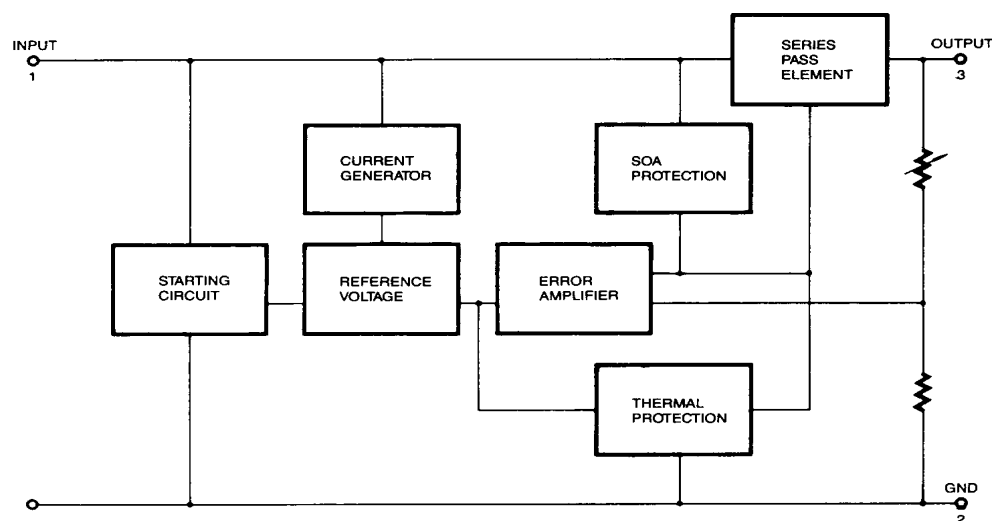 INPUT
1
SERIES
PASS
ELEMENT
OUTPUT
3
CURRENT
GENERATOR
SOA
PROTECTION
STARTING
CIRCUIT
REFERENCE
VOLTAGE
ERROR
AMPLIFIER
THERMAL
PROTECTION
GND
2